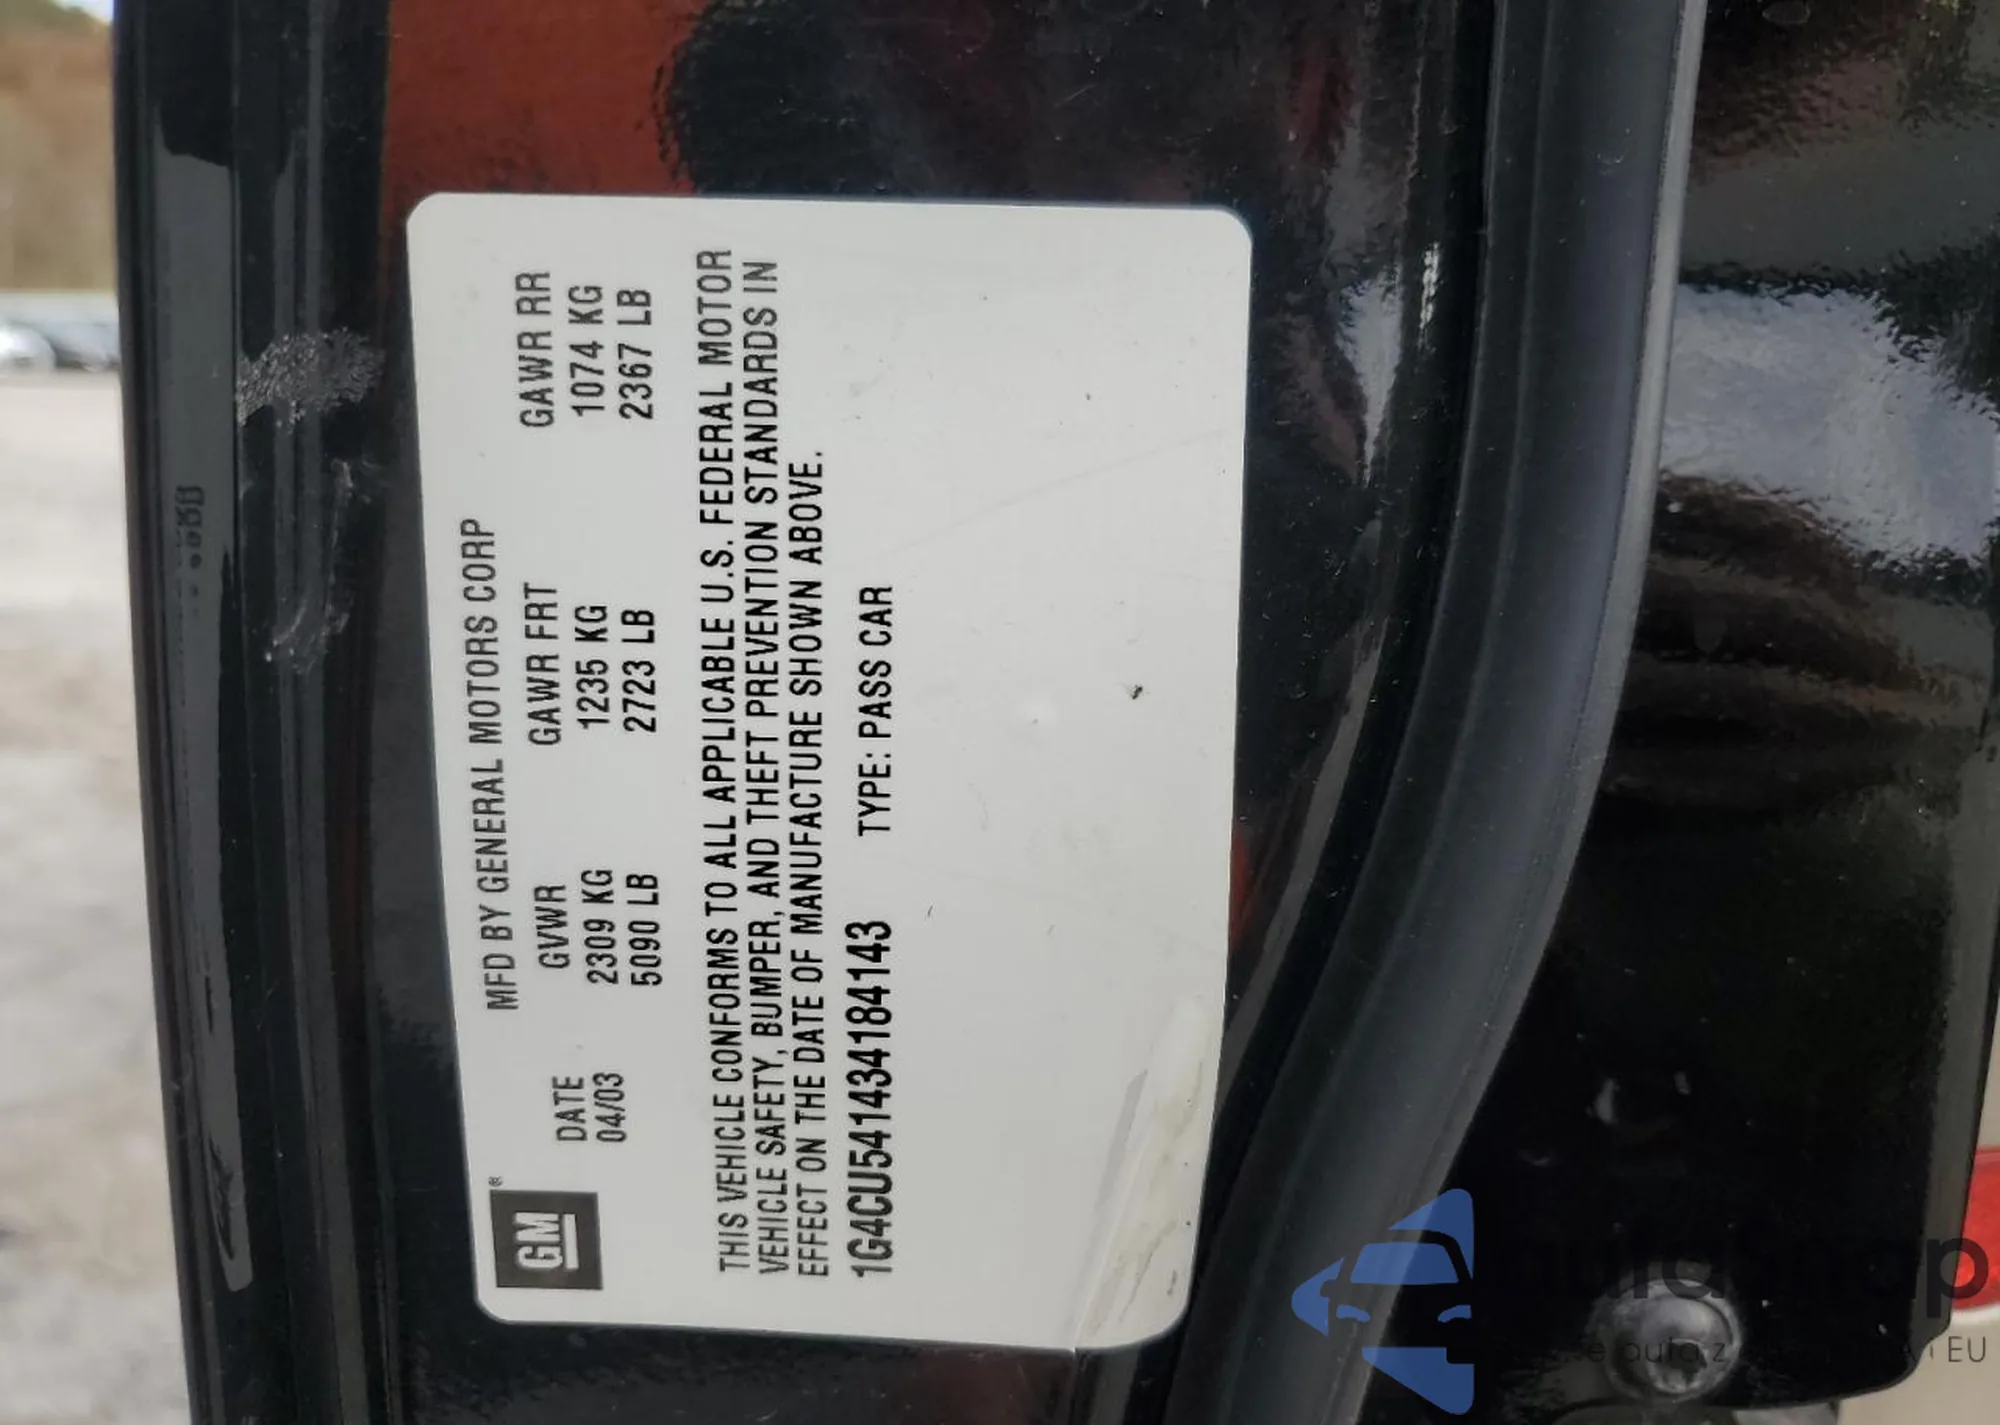 MFD BY GENERAL MOTORS CORP
DATE GVWR GAWR FRT GAWR RR
04/03 2309 KG 1235 KG 1074 KG
5090 LB 2723 LB 2367 LB
GM
®
THIS VEHICLE CONFORMS TO ALL APPLICABLE U.S. FEDERAL MOTOR
VEHICLE SAFETY, BUMPER, AND THEFT PREVENTION STANDARDS IN
EFFECT ON THE DATE OF MANUFACTURE SHOWN ABOVE.
1G4CU541434184143 TYPE: PASS CAR
EU